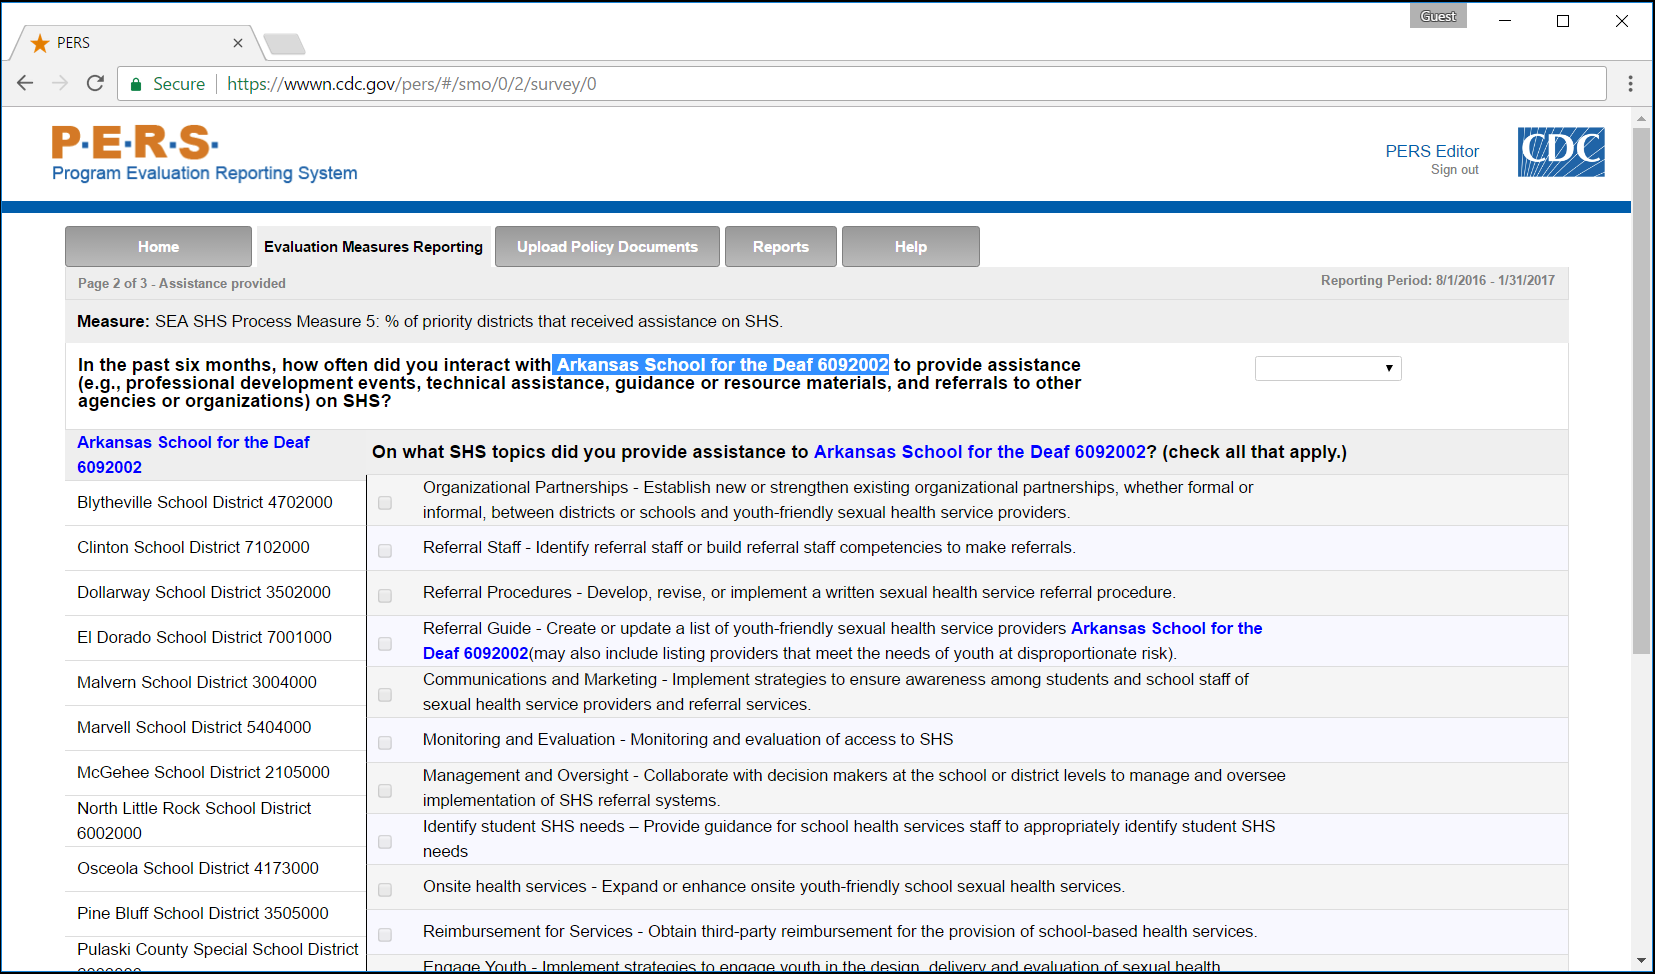 Guest
PERS
Secure
https://wwwn.cdc.gov/pers/#/smo/0/2/survey/0
P·E·R·S·
Program Evaluation Reporting System
PERS Editor
Sign out
CDC
Home
Evaluation Measures Reporting
Upload Policy Documents
Reports
Help
Page 2 of 3 - Assistance provided
Reporting Period: 8/1/2016 - 1/31/2017
Measure: SEA SHS Process Measure 5: % of priority districts that received assistance on SHS.
In the past six months, how often did you interact with Arkansas School for the Deaf 6092002 to provide assistance
(e.g., professional development events, technical assistance, guidance or resource materials, and referrals to other
agencies or organizations) on SHS?
Arkansas School for the Deaf
6092002
Blytheville School District 4702000
Clinton School District 7102000
Dollarway School District 3502000
El Dorado School District 7001000
Malvern School District 3004000
Marvell School District 5404000
McGehee School District 2105000
North Little Rock School District
6002000
Osceola School District 4173000
Pine Bluff School District 3505000
Pulaski County Special School District
On what SHS topics did you provide assistance to Arkansas School for the Deaf 6092002? (check all that apply.)
Organizational Partnerships - Establish new or strengthen existing organizational partnerships, whether formal or
informal, between districts or schools and youth-friendly sexual health service providers.
Referral Staff - Identify referral staff or build referral staff competencies to make referrals.
Referral Procedures - Develop, revise, or implement a written sexual health service referral procedure.
Referral Guide - Create or update a list of youth-friendly sexual health service providers Arkansas School for the
Deaf 6092002(may also include listing providers that meet the needs of youth at disproportionate risk).
Communications and Marketing - Implement strategies to ensure awareness among students and school staff of
sexual health service providers and referral services.
Monitoring and Evaluation - Monitoring and evaluation of access to SHS
Management and Oversight - Collaborate with decision makers at the school or district levels to manage and oversee
implementation of SHS referral systems.
Identify student SHS needs – Provide guidance for school health services staff to appropriately identify student SHS
needs
Onsite health services - Expand or enhance onsite youth-friendly school sexual health services.
Reimbursement for Services - Obtain third-party reimbursement for the provision of school-based health services.
Engage Youth - Implement strategies to engage youth in the design, delivery and evaluation of sexual health